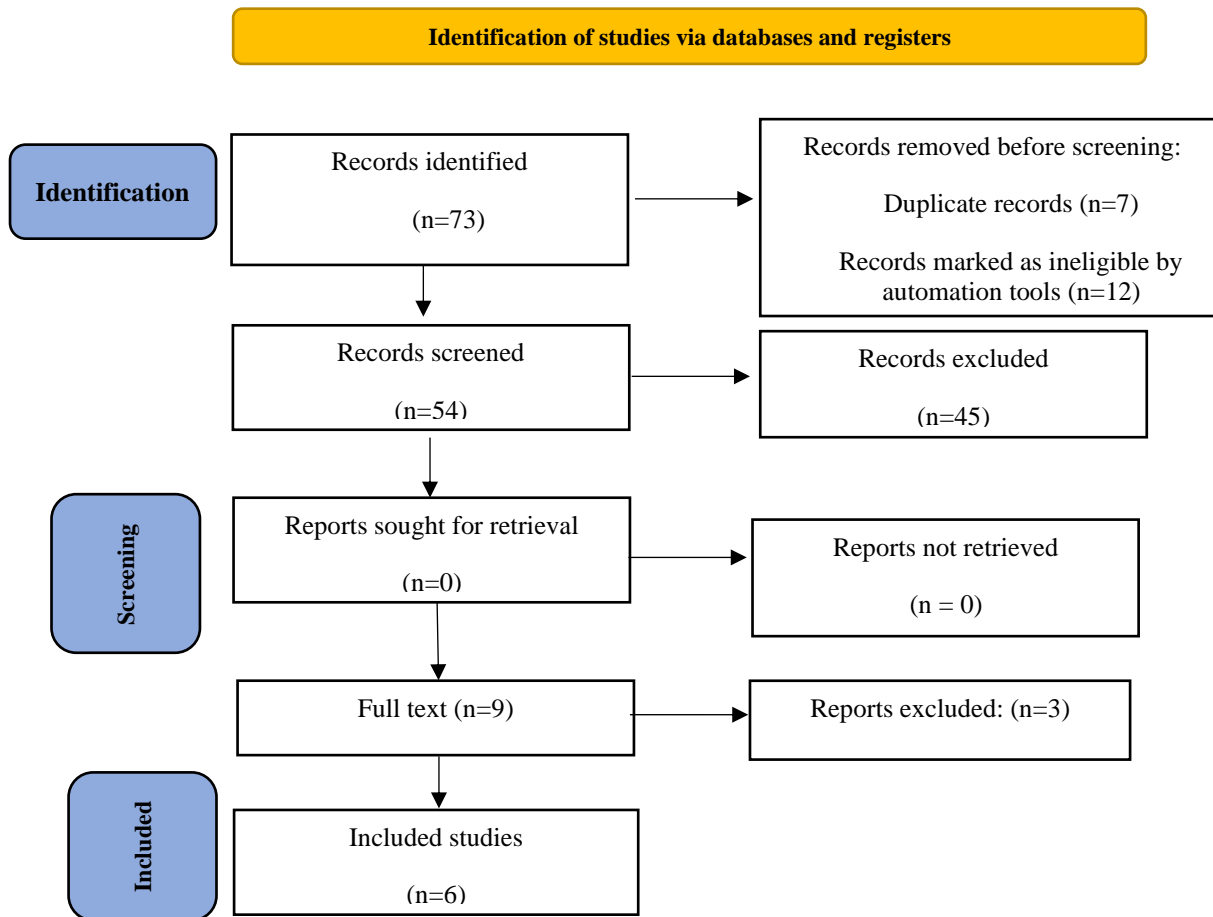 Identification of studies via databases and registers
Identification
Records identified
(n=73)
Records removed before screening:
Duplicate records (n=7)
Records marked as ineligible by
automation tools (n=12)
Records screened
(n=54)
Records excluded
(n=45)
Screening
Reports sought for retrieval
(n=0)
Reports not retrieved
(n = 0)
Full text (n=9)
Reports excluded: (n=3)
Included
Included studies
(n=6)